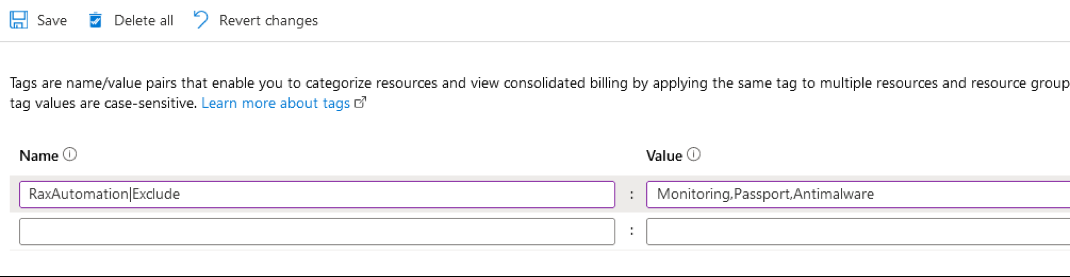 Save Delete all Revert changes
Tags are name/value pairs that enable you to categorize resources and view consolidated billing by applying the same tag to multiple resources and resource group
tag values are case-sensitive. Learn more about tags
Name Value
RaxAutomation|Exclude : Monitoring,Passport,Antimalware
: